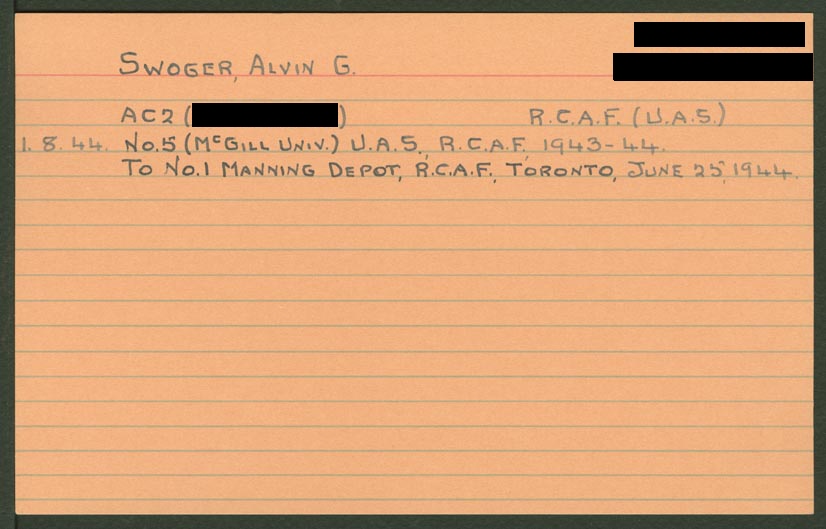 SWOGER, ALVIN G.
AC2 ( ) R.C.A.F. (U.A.S.)
1. 8. 44. No.5 (McGILL UNIV.) U.A.S., R.C.A.F. 1943-44.
TO No.1 MANNING DEPOT, R.C.A.F., TORONTO, JUNE 25, 1944.